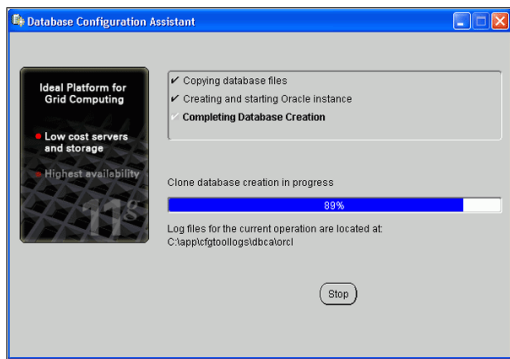 Database Configuration Assistant
Ideal Platform for
Grid Computing
Low cost servers
and storage
Highest availability
11g
Copying database files
Creating and starting Oracle instance
Completing Database Creation
Clone database creation in progress
89%
Log files for the current operation are located at:
C:\app\cfgtoollogs\dbca\orcl
Stop